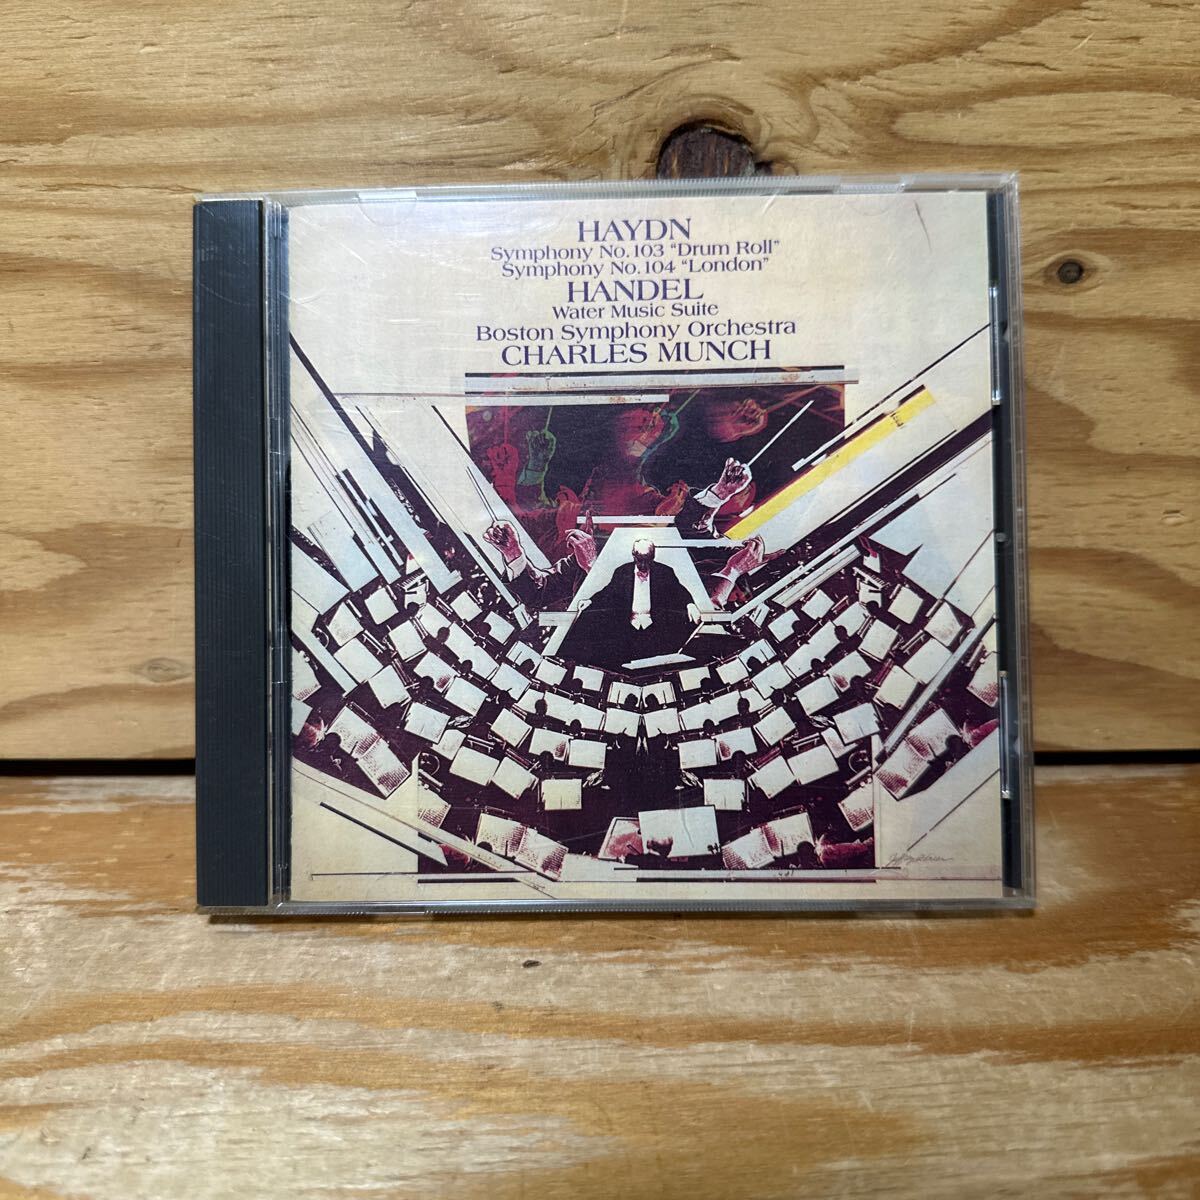 HAYDN
Symphony No. 103 "Drum Roll"
Symphony No. 104 "London"
HANDEL
Water Music Suite
Boston Symphony Orchestra
CHARLES MUNCH